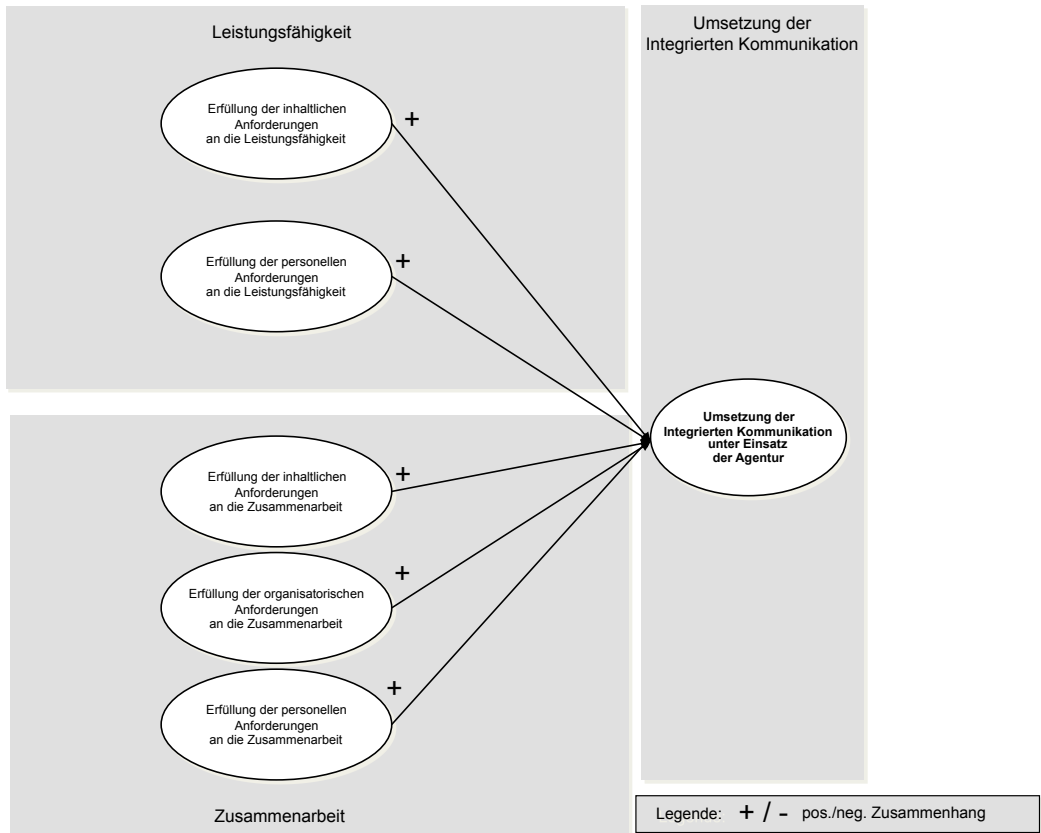 Leistungsfähigkeit
Erfüllung der inhaltlichen
Anforderungen
an die Leistungsfähigkeit
+
Erfüllung der personellen
Anforderungen
an die Leistungsfähigkeit
+
Erfüllung der inhaltlichen
Anforderungen
an die Zusammenarbeit
+
Erfüllung der organisatorischen
Anforderungen
an die Zusammenarbeit
+
Erfüllung der personellen
Anforderungen
an die Zusammenarbeit
+
Zusammenarbeit
Umsetzung der
Integrierten Kommunikation
Umsetzung der
Integrierten Kommunikation
unter Einsatz
der Agentur
Legende: + / - pos./neg. Zusammenhang